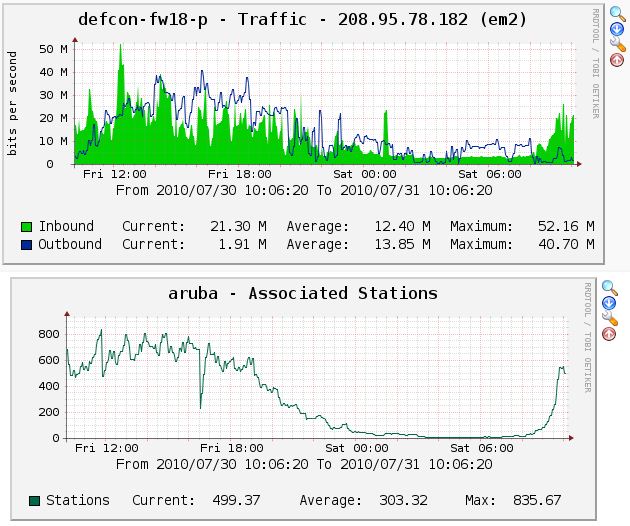 defcon-fw18-p - Traffic - 208.95.78.182 (em2)
RRDTOOL / TOBI OETIKER
bits per second
50 M
40 M
30 M
20 M
10 M
0
Fri 12:00 Fri 18:00 Sat 00:00 Sat 06:00
From 2010/07/30 10:06:20 To 2010/07/31 10:06:20
Inbound Current: 21.30 M Average: 12.40 M Maximum: 52.16 M
Outbound Current: 1.91 M Average: 13.85 M Maximum: 40.70 M
aruba - Associated Stations
RRDTOOL / TOBI OETIKER
800
600
400
200
0
Fri 12:00 Fri 18:00 Sat 00:00 Sat 06:00
From 2010/07/30 10:06:20 To 2010/07/31 10:06:20
Stations Current: 499.37 Average: 303.32 Max: 835.67